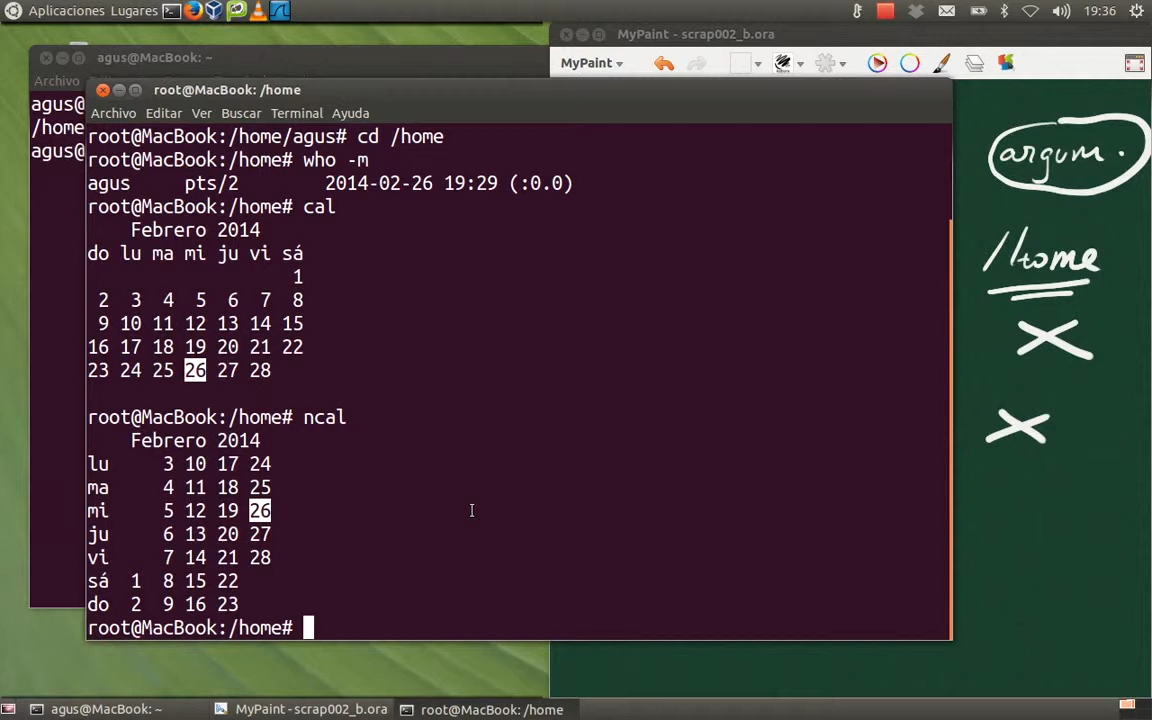 Aplicaciones Lugares 19:36
agus@MacBook: ~
MyPaint - scrap002_b.ora
Archivo
MyPaint
agus@
/home
agus@
root@MacBook: /home
Archivo Editar Ver Buscar Terminal Ayuda
root@MacBook:/home/agus# cd /home
root@MacBook:/home# who -m
agus pts/2 2014-02-26 19:29 (:0.0)
root@MacBook:/home# cal
Febrero 2014
do lu ma mi ju vi sá
1
2 3 4 5 6 7 8
9 10 11 12 13 14 15
16 17 18 19 20 21 22
23 24 25 26 27 28
root@MacBook:/home# ncal
Febrero 2014
lu 3 10 17 24
ma 4 11 18 25
mi 5 12 19 26
ju 6 13 20 27
vi 7 14 21 28
sá 1 8 15 22
do 2 9 16 23
root@MacBook:/home#
argum.
/home
X
X
agus@MacBook: ~ MyPaint - scrap002_b.ora root@MacBook: /home